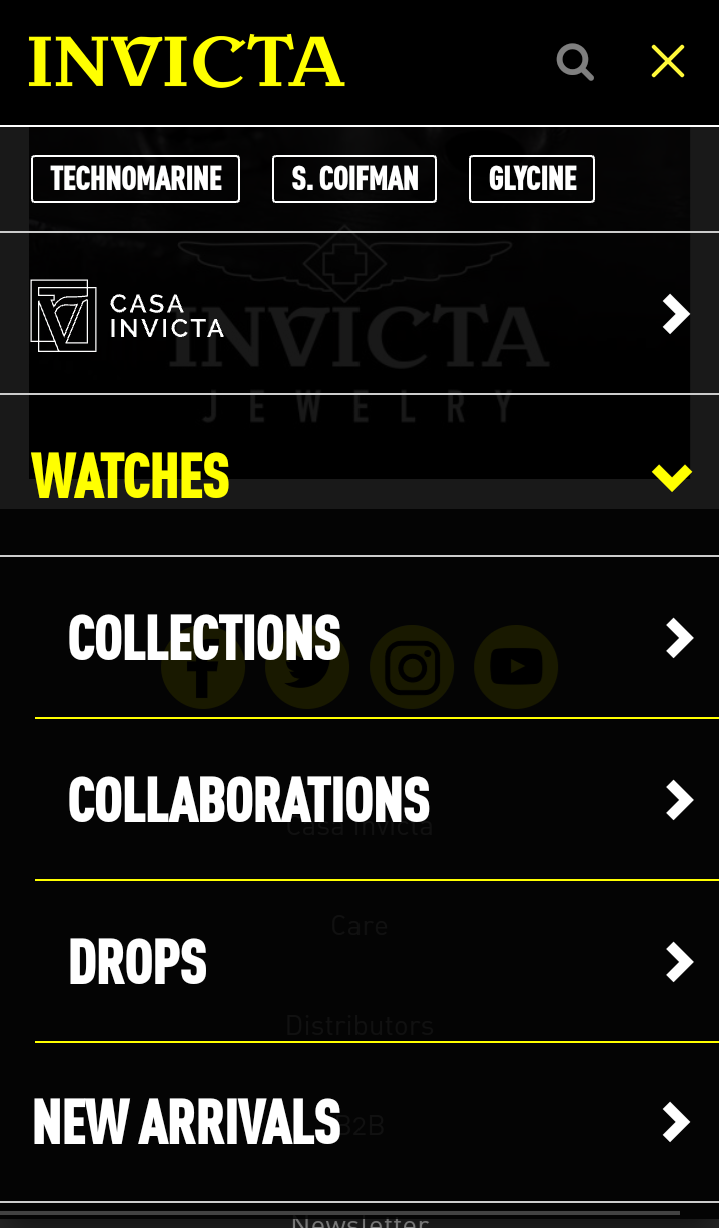 INVICTA
TECHNOMARINE
S. COIFMAN
GLYCINE
CASA
INVICTA
INVICTA
JEWELRY
WATCHES
COLLECTIONS
COLLABORATIONS
Casa Invicta
Care
DROPS
Distributors
NEW ARRIVALS
B2B
Newsletter